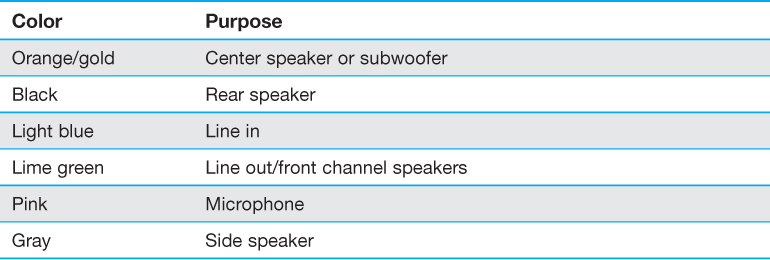 Color Purpose
Orange/gold Center speaker or subwoofer
Black Rear speaker
Light blue Line in
Lime green Line out/front channel speakers
Pink Microphone
Gray Side speaker